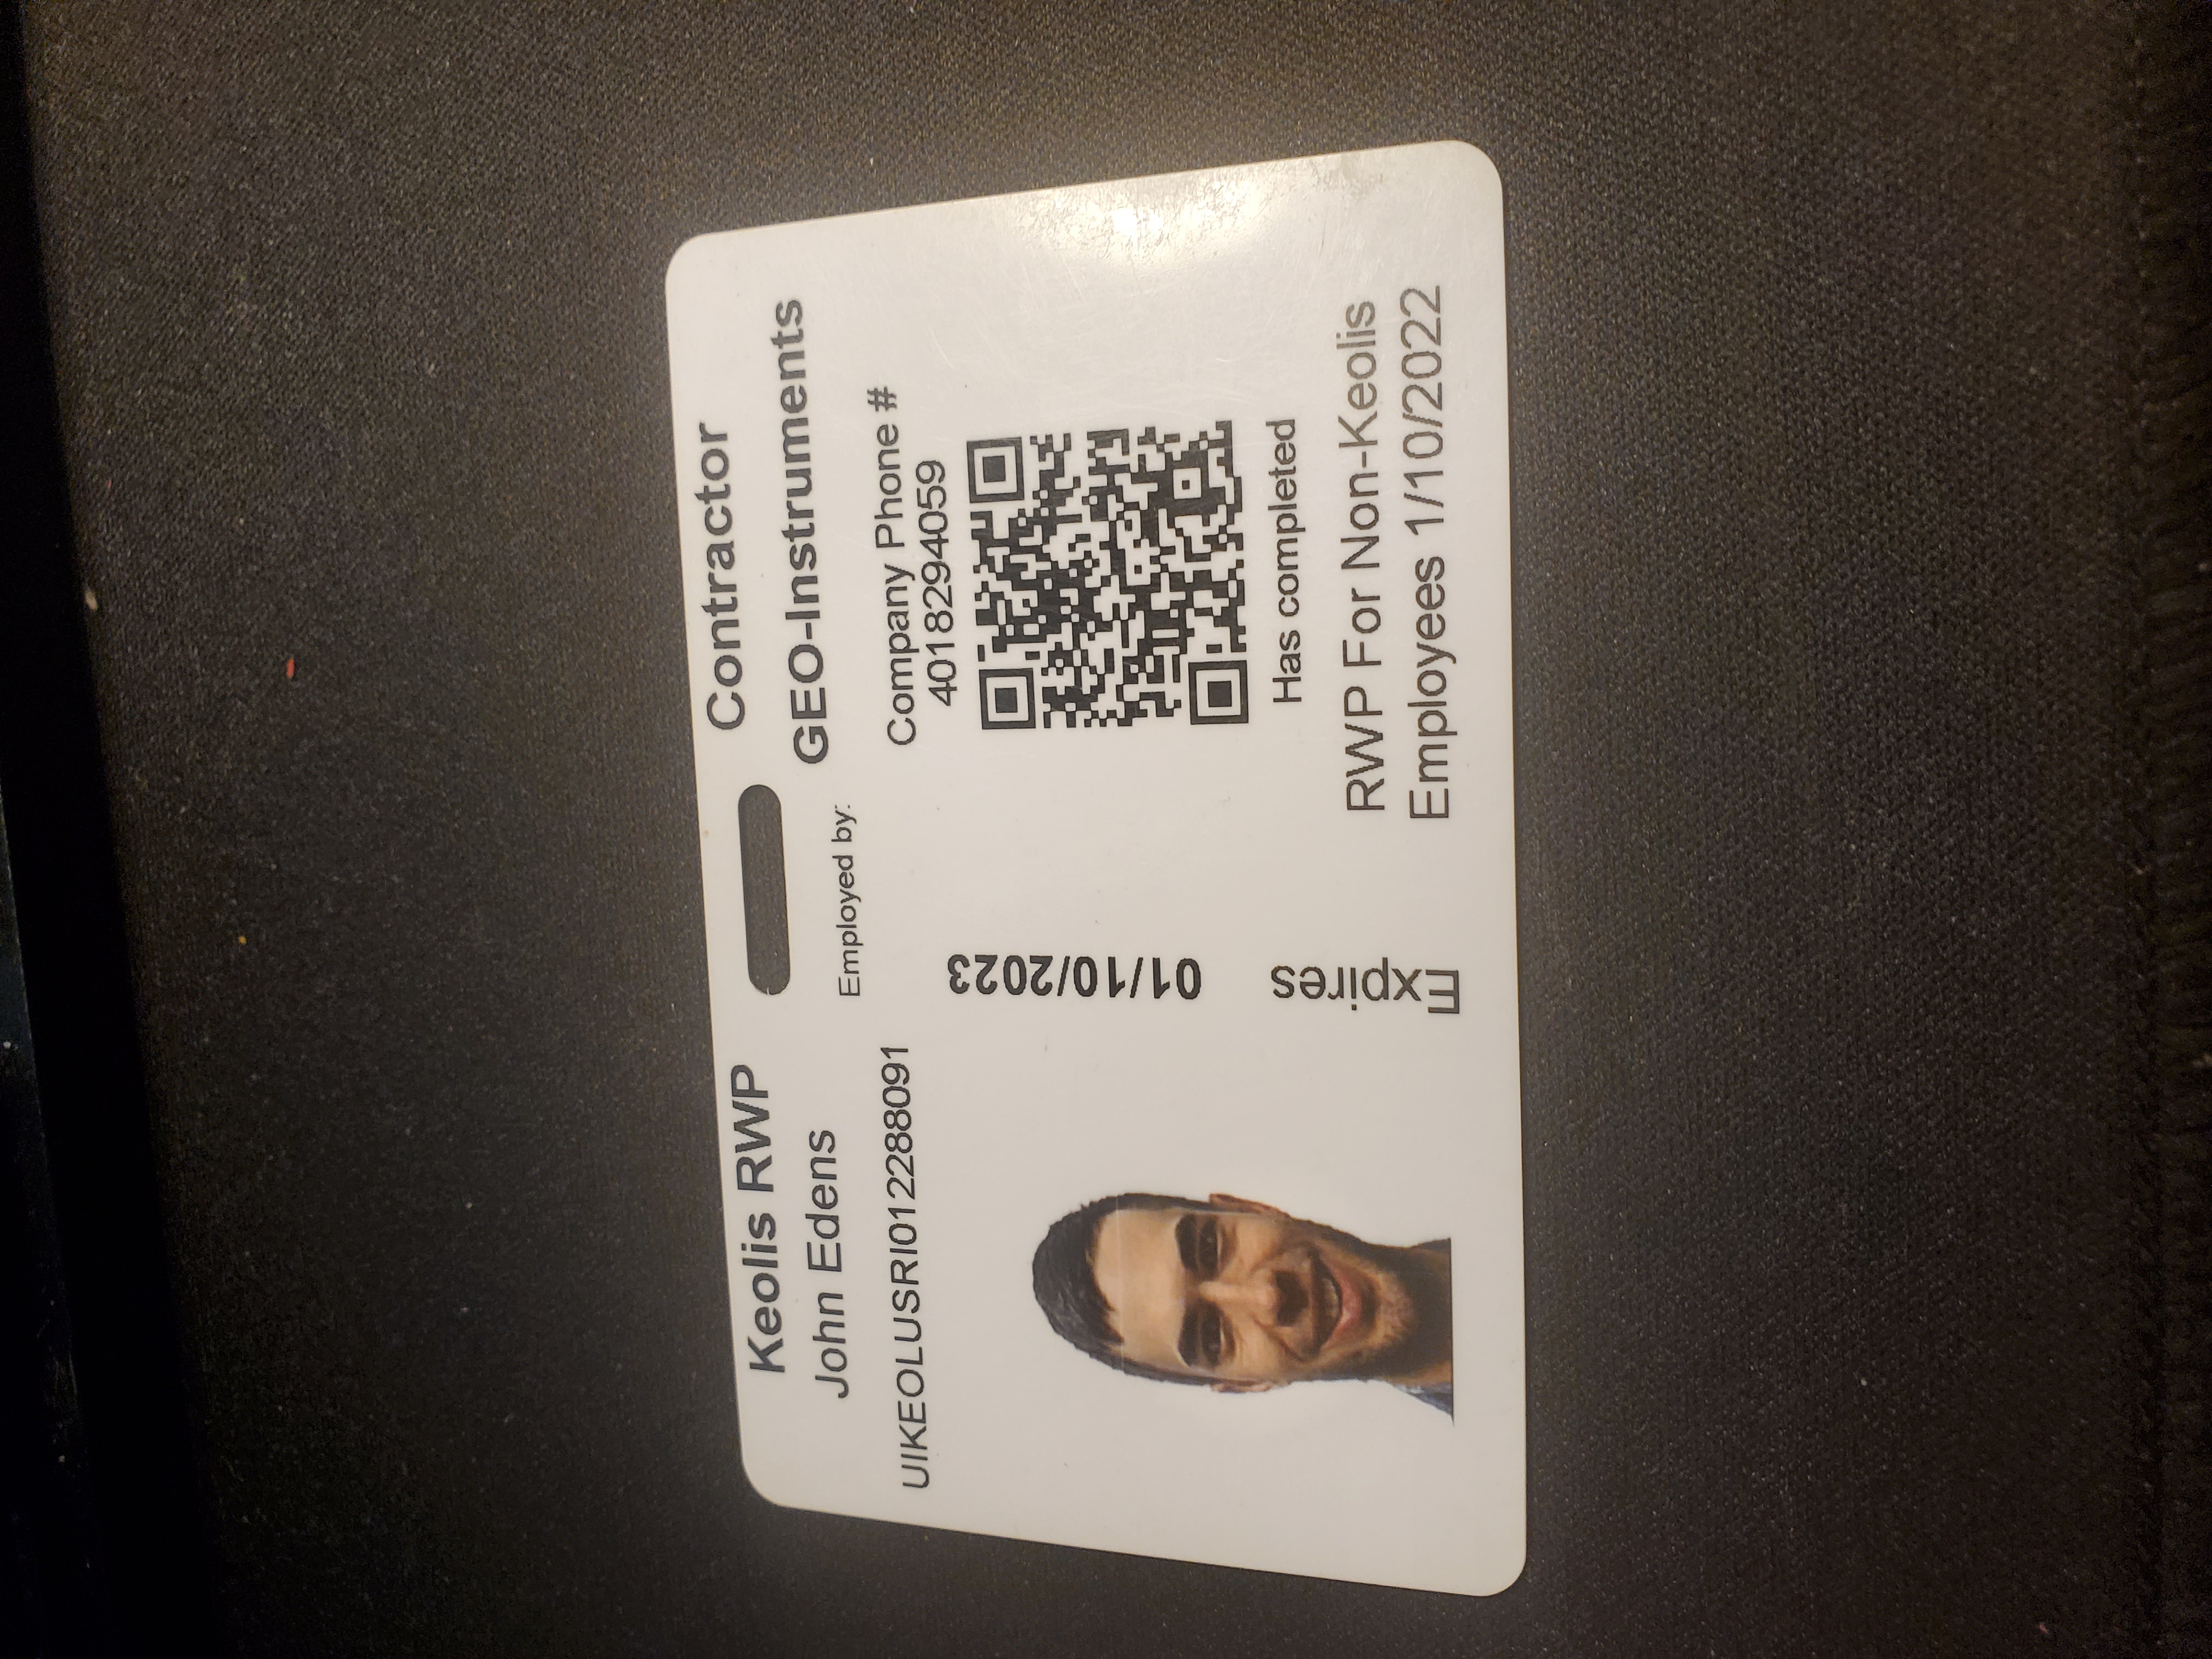 Keolis RWP
John Edens
UIKEOLUSRI012288091
Expires 01/10/2023
Contractor
Employed by:
GEO-Instruments
Company Phone #
4018294059
Has completed
RWP For Non-Keolis
Employees 1/10/2022